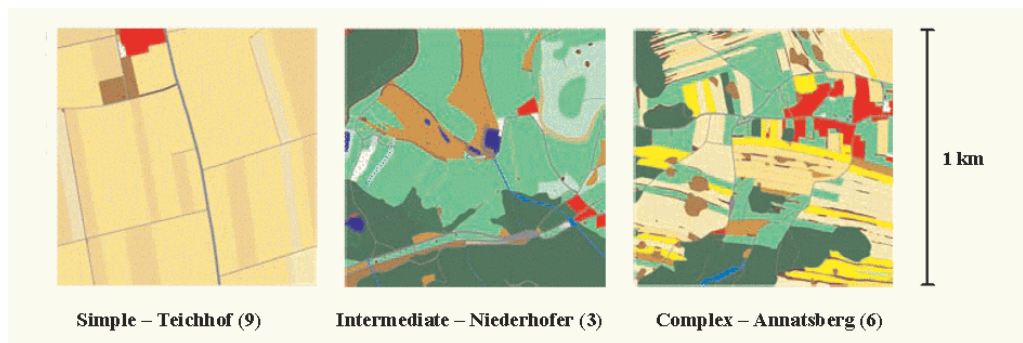 1 km
Simple – Teichhof (9)
Intermediate – Niederhofer (3)
Complex – Annatsberg (6)